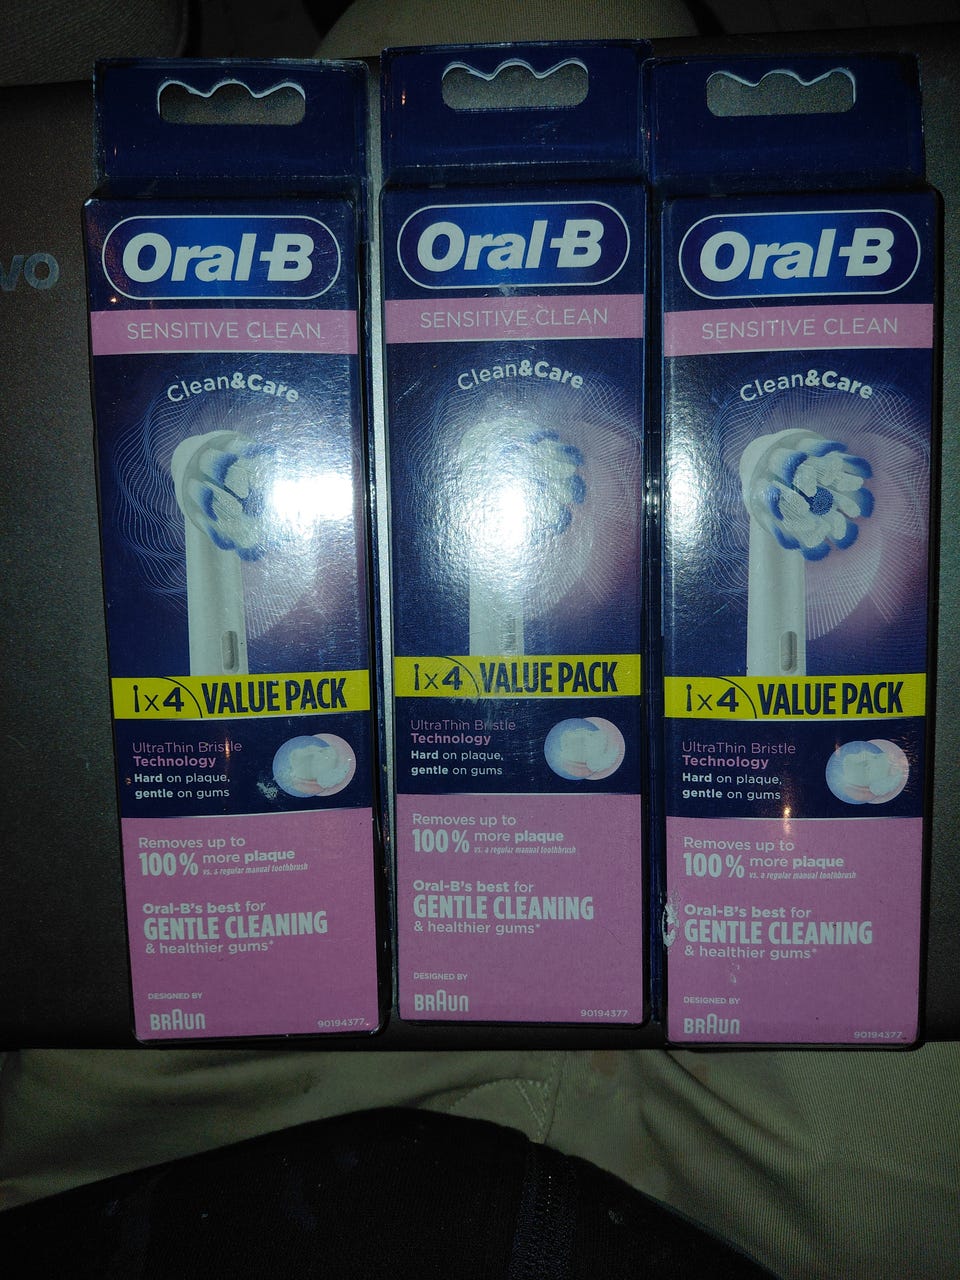 vo
Oral-B
SENSITIVE CLEAN
Clean&Care
x4 VALUE PACK
UltraThin Bristle
Technology
Hard on plaque,
gentle on gums
Removes up to
100% more plaque
vs. a regular manual toothbrush
Oral-B's best for
GENTLE CLEANING
& healthier gums*
DESIGNED BY
BRAUN
90194377
Oral-B
SENSITIVE CLEAN
Clean&Care
x4 VALUE PACK
UltraThin Bristle
Technology
Hard on plaque,
gentle on gums
Removes up to
100% more plaque
vs. a regular manual toothbrush
Oral-B's best for
GENTLE CLEANING
& healthier gums*
DESIGNED BY
BRAUN
90194377
Oral-B
SENSITIVE CLEAN
Clean&Care
x4 VALUE PACK
UltraThin Bristle
Technology
Hard on plaque,
gentle on gums
Removes up to
100% more plaque
vs. a regular manual toothbrush
Oral-B's best for
GENTLE CLEANING
& healthier gums*
DESIGNED BY
BRAUN
90194377